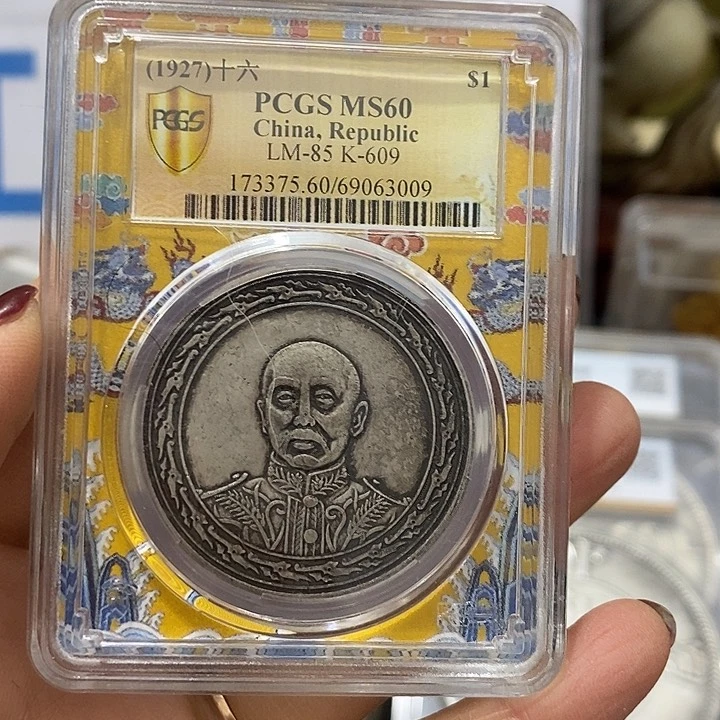 (1927)十六 $1
PCGS
PCGS MS60
China, Republic
LM-85 K-609
173375.60/69063009